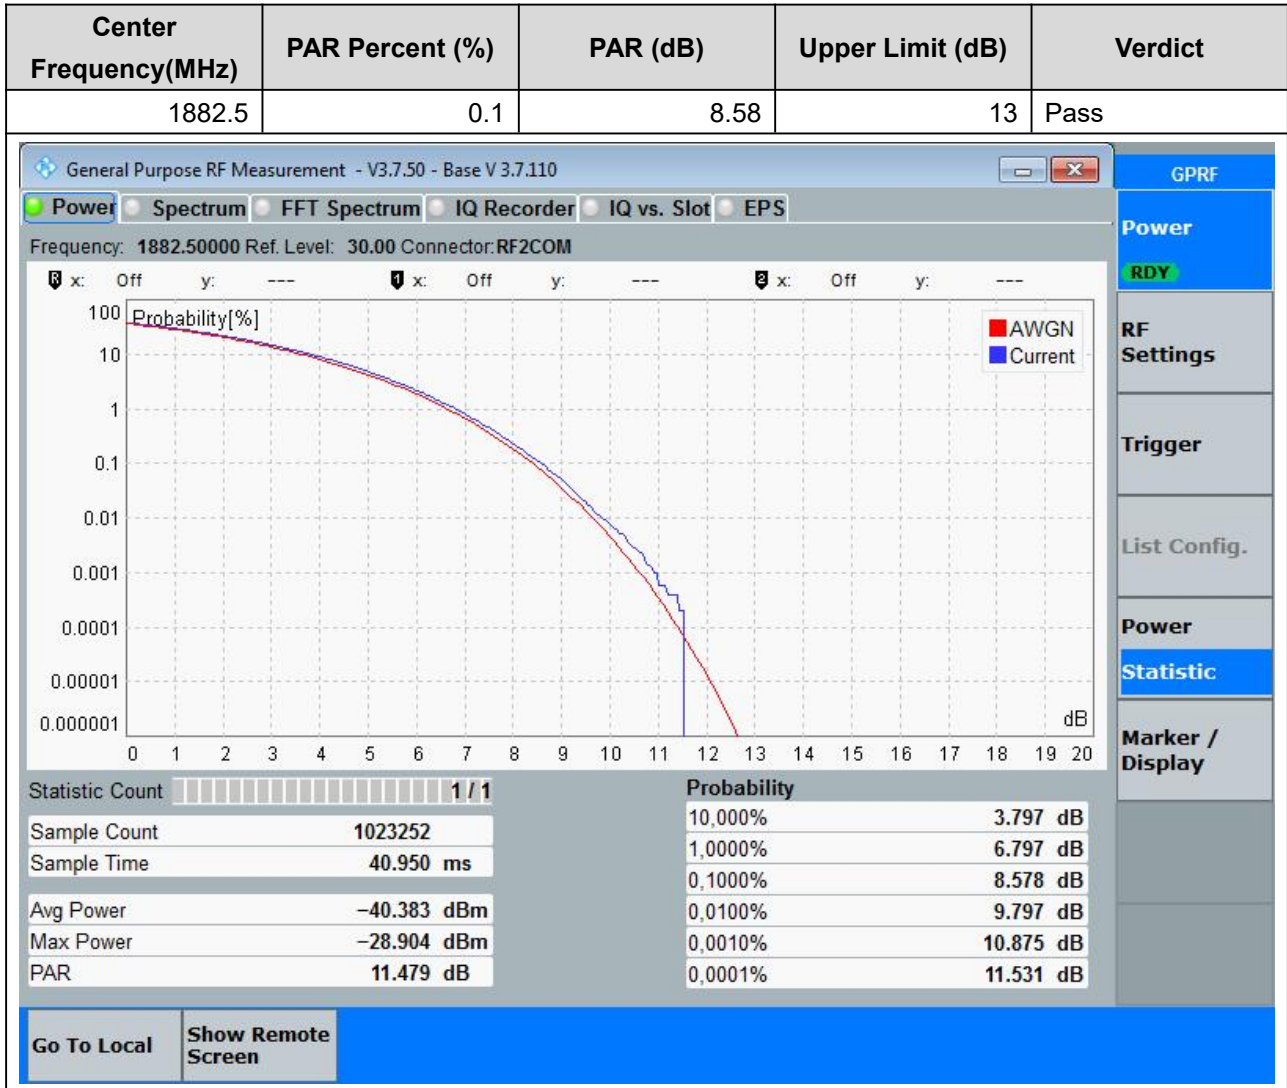 Center Frequency(MHz) PAR Percent (%) PAR (dB) Upper Limit (dB) Verdict
1882.5 0.1 8.58 13 Pass
General Purpose RF Measurement - V3.7.50 - Base V 3.7.110
GPRF
Power Spectrum FFT Spectrum IQ Recorder IQ vs. Slot EPS
Frequency: 1882.50000 Ref. Level: 30.00 Connector:RF2COM
R x: Off y: --- 1 x: Off y: --- 2 x: Off y: ---
Probability[%]
AWGN
Current
100
10
1
0.1
0.01
0.001
0.0001
0.00001
0.000001
dB
0 1 2 3 4 5 6 7 8 9 10 11 12 13 14 15 16 17 18 19 20
Statistic Count 1 / 1
Sample Count 1023252
Sample Time 40.950 ms
Avg Power −40.383 dBm
Max Power −28.904 dBm
PAR 11.479 dB
Probability
10,000% 3.797 dB
1,0000% 6.797 dB
0,1000% 8.578 dB
0,0100% 9.797 dB
0,0010% 10.875 dB
0,0001% 11.531 dB
Power
RDY
RF
Settings
Trigger
List Config.
Power
Statistic
Marker /
Display
Go To Local
Show Remote
Screen